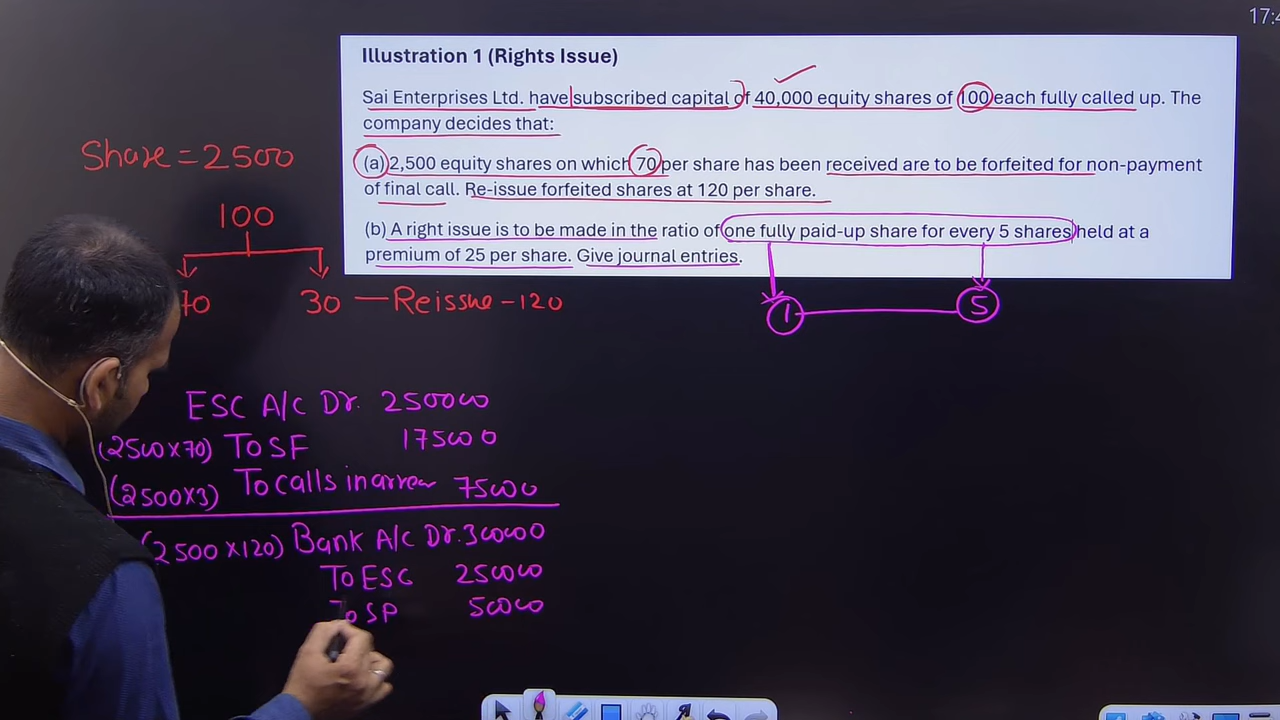 17:4
Illustration 1 (Rights Issue)
Sai Enterprises Ltd. have subscribed capital of 40,000 equity shares of 100 each fully called up. The
company decides that:
(a) 2,500 equity shares on which 70 per share has been received are to be forfeited for non-payment
of final call. Re-issue forfeited shares at 120 per share.
(b) A right issue is to be made in the ratio of one fully paid-up share for every 5 shares held at a
premium of 25 per share. Give journal entries.
1 5
Share = 2500
100
70 30 — Reissue - 120
ESC A/c Dr. 250000
(2500x70) To SF 175000
(2500x3) To calls in arrear 75000
(2500x120) Bank A/c Dr. 300000
To ESC 250000
To SP 50000